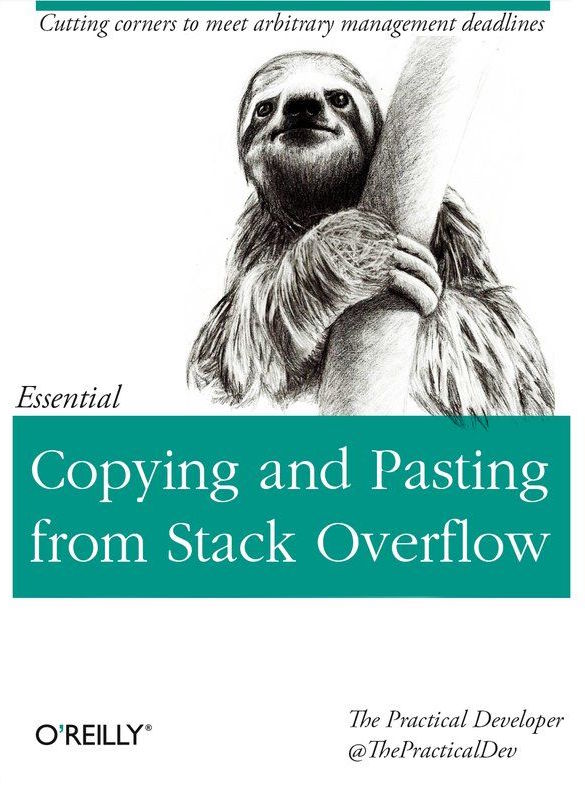 Cutting corners to meet arbitrary management deadlines
Essential
Copying and Pasting
from Stack Overflow
O'REILLY®
The Practical Developer
@ThePracticalDev